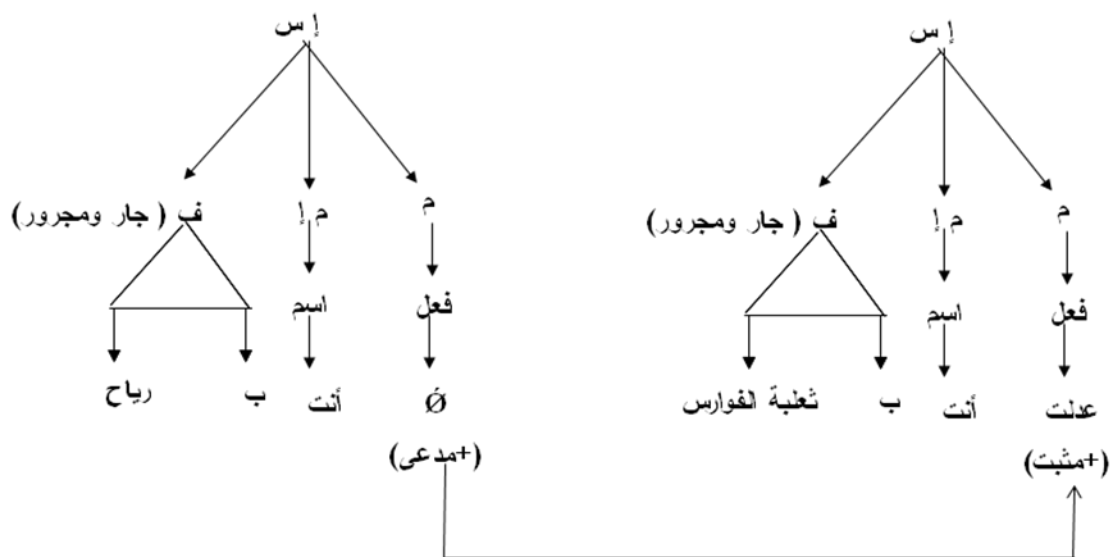 إ س
إ س
م
م إ
ف ( جار ومجرور)
م
م إ
ف ( جار ومجرور)
فعل
اسم
فعل
اسم
عدلت
أنت
ب
ثعلبة الفوارس
Ǿ
أنت
ب
رياح
(+مثبت)
(+مدعى)